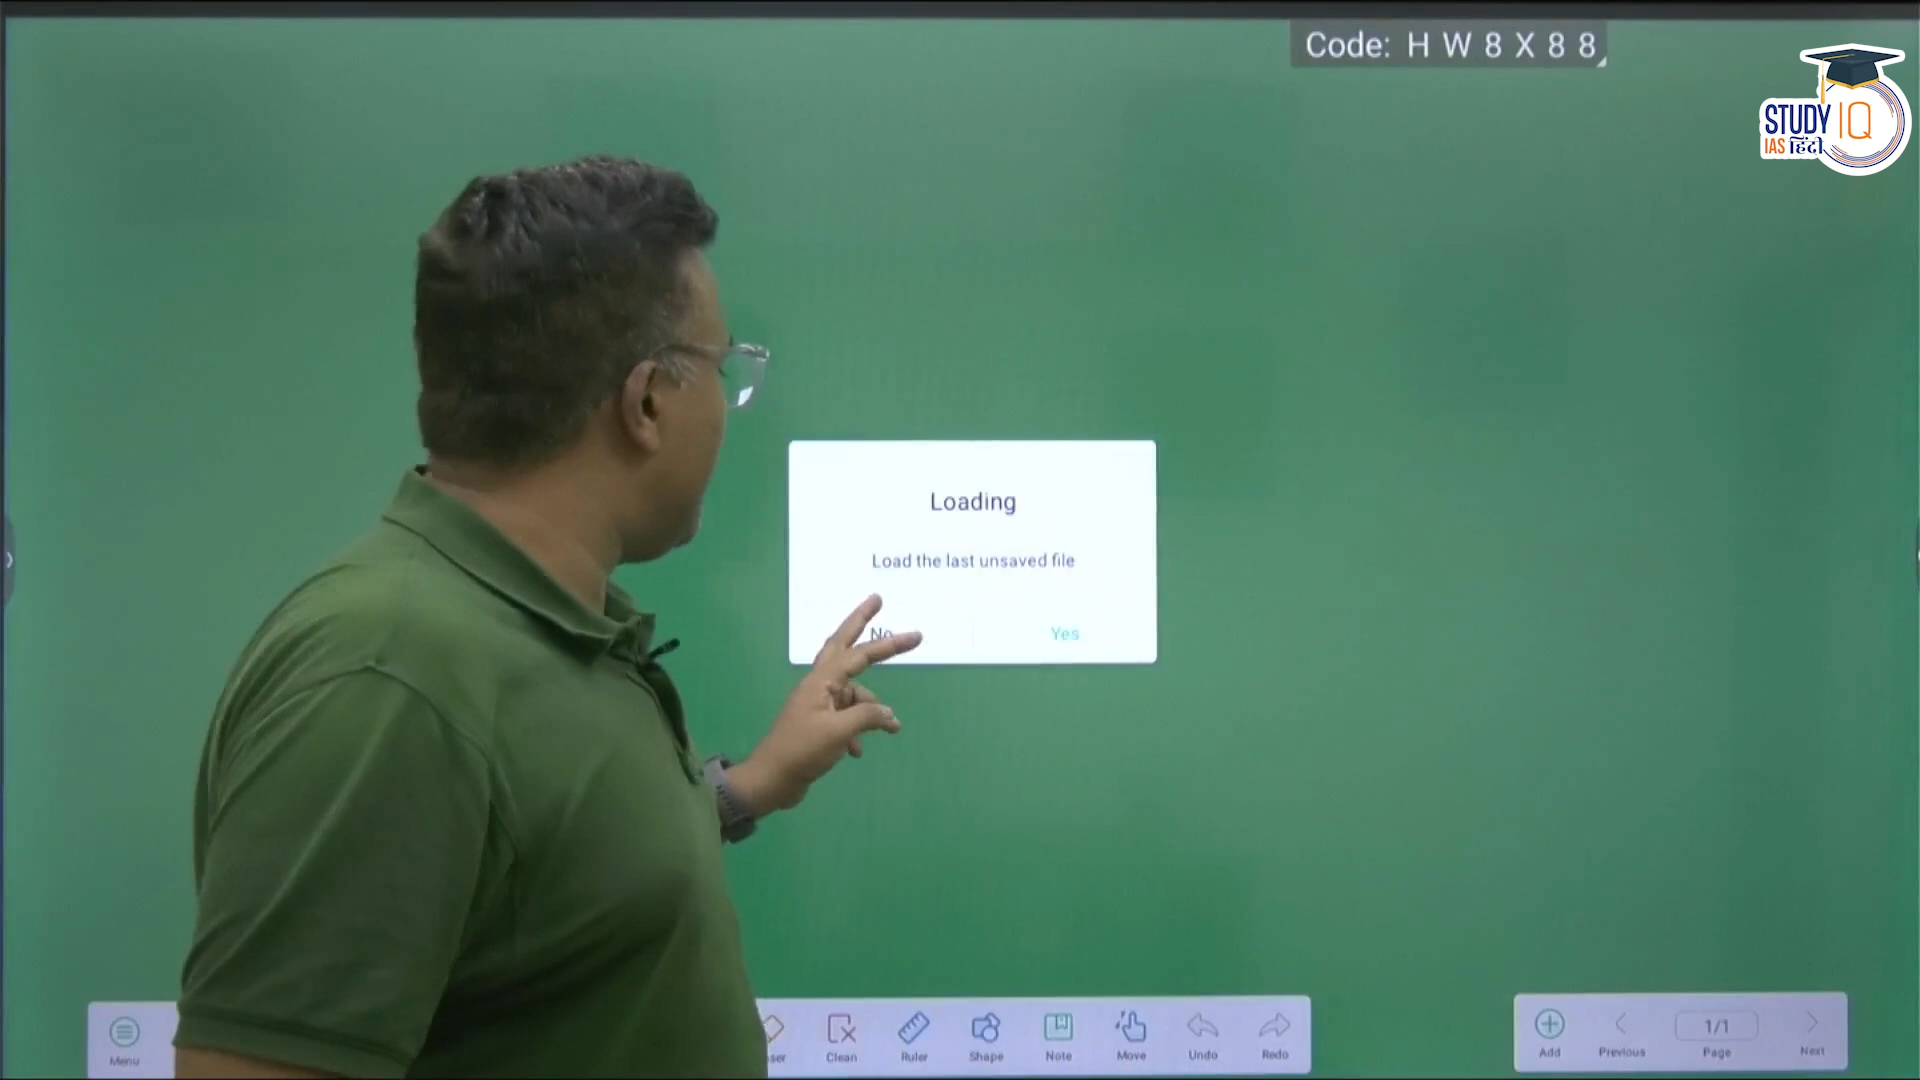 Code: H W 8 X 8 8
STUDY IQ
IAS हिंदी
Loading
Load the last unsaved file
No Yes
Menu
Clean Ruler Shape Note Move Undo Redo
Add Previous 1/1 Page Next